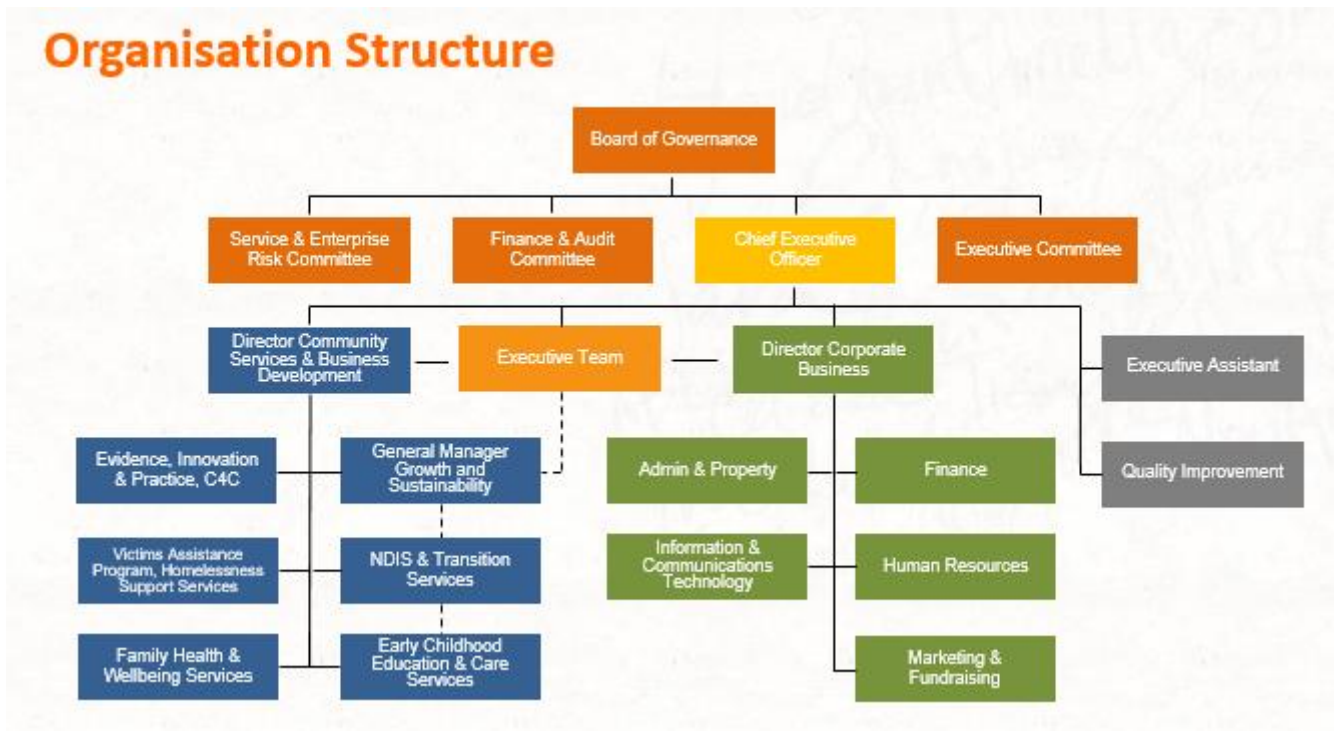 Organisation Structure
Board of Governance
Service & Enterprise
Risk Committee
Finance & Audit
Committee
Chief Executive
Officer
Executive Committee
Director Community
Services & Business
Development
Executive Team
Director Corporate
Business
Executive Assistant
Evidence, Innovation
& Practice, C4C
General Manager
Growth and
Sustainability
Admin & Property
Finance
Quality Improvement
Victims Assistance
Program, Homelessness
Support Services
NDIS & Transition
Services
Information &
Communications
Technology
Human Resources
Family Health &
Wellbeing Services
Early Childhood
Education & Care
Services
Marketing &
Fundraising